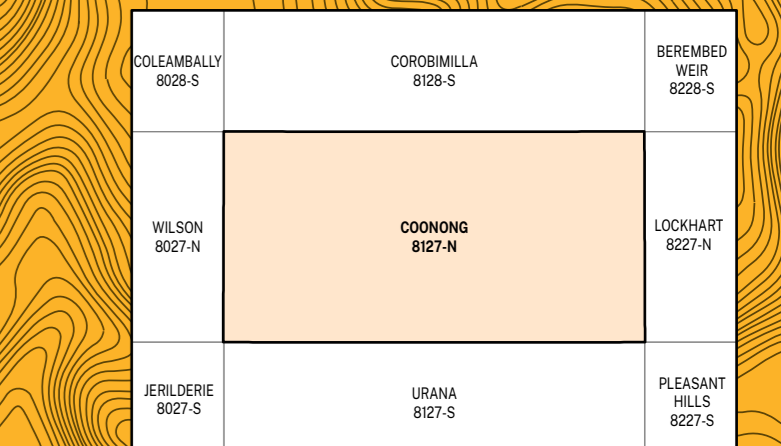 COLEAMBALLY
8028-S
COROBIMILLA
8128-S
BEREMBED
WEIR
8228-S
WILSON
8027-N
COONONG
8127-N
LOCKHART
8227-N
JERILDERIE
8027-S
URANA
8127-S
PLEASANT
HILLS
8227-S